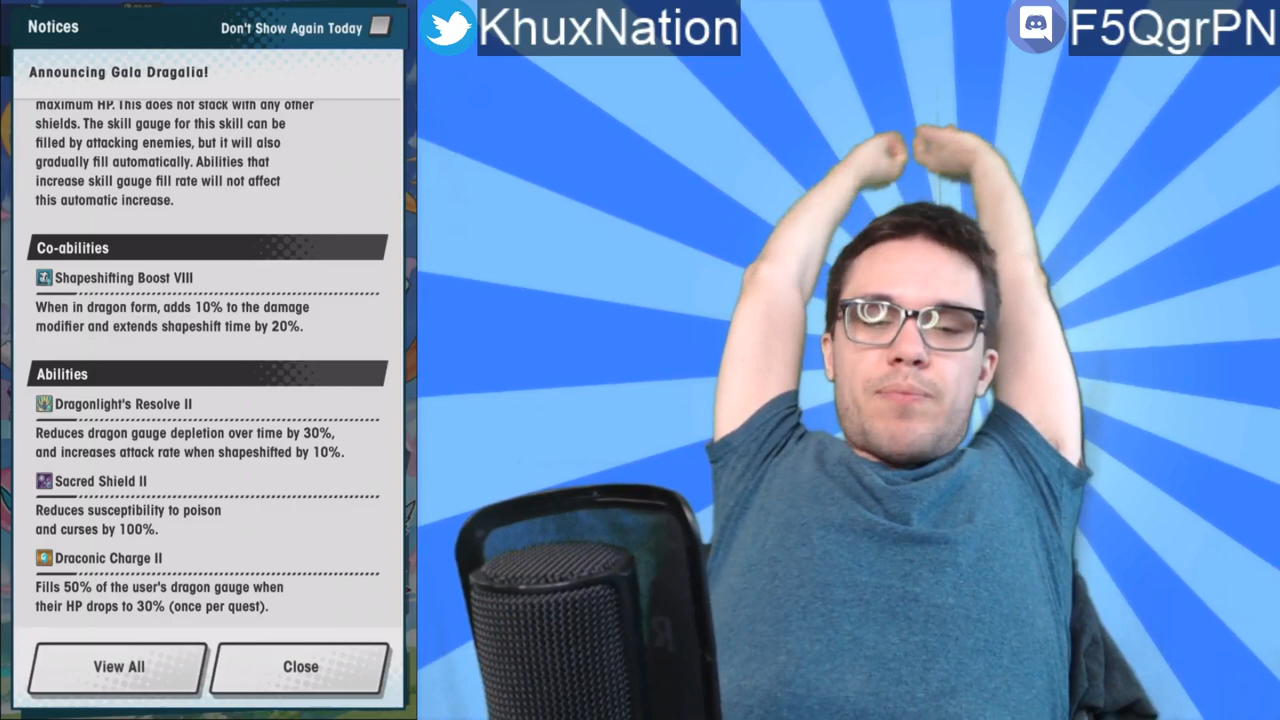 Notices
Don't Show Again Today
Announcing Gala Dragalia!
maximum HP. This does not stack with any other
shields. The skill gauge for this skill can be
filled by attacking enemies, but it will also
gradually fill automatically. Abilities that
increase skill gauge fill rate will not affect
this automatic increase.
Co-abilities
Shapeshifting Boost VIII
When in dragon form, adds 10% to the damage
modifier and extends shapeshift time by 20%.
Abilities
Dragonlight's Resolve II
Reduces dragon gauge depletion over time by 30%,
and increases attack rate when shapeshifted by 10%.
Sacred Shield II
Reduces susceptibility to poison
and curses by 100%.
Draconic Charge II
Fills 50% of the user's dragon gauge when
their HP drops to 30% (once per quest).
View All
Close
KhuxNation
F5QgrPN